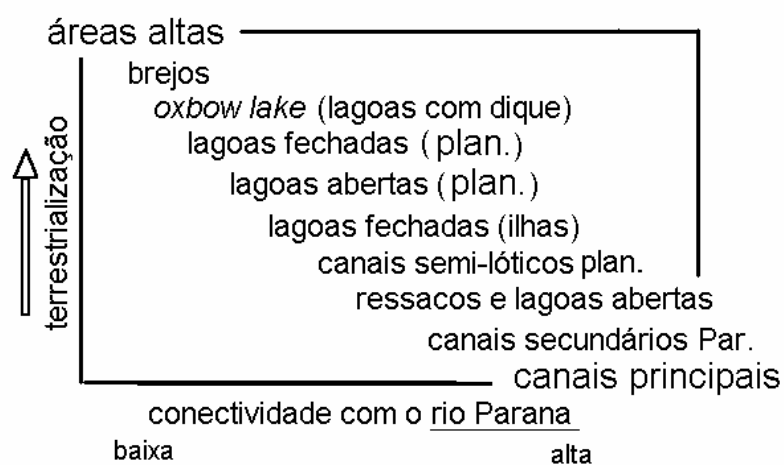 áreas altas
brejos
oxbow lake (lagoas com dique)
lagoas fechadas (plan.)
lagoas abertas (plan.)
lagoas fechadas (ilhas)
canais semi-lóticos plan.
ressacos e lagoas abertas
canais secundários Par.
canais principais
terrestrialização
conectividade com o rio Parana
baixa
alta